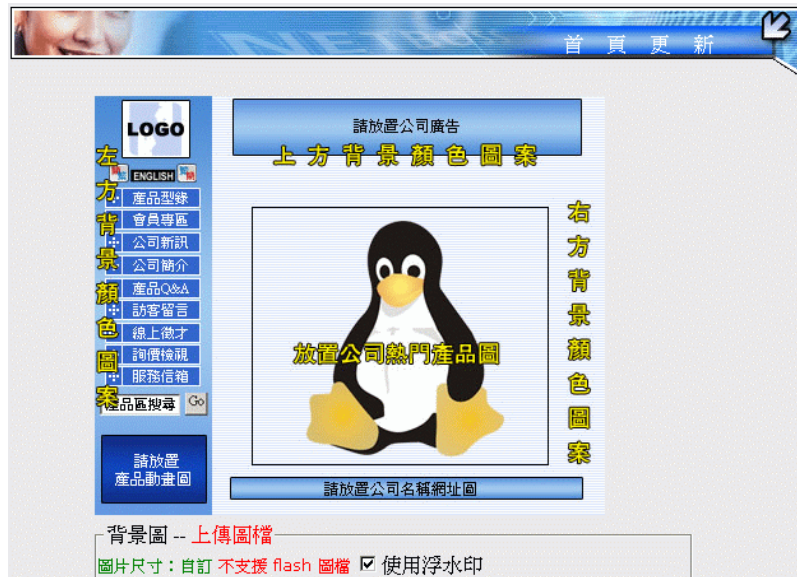 首頁更新
LOGO
請放置公司廣告
上方背景顏色圖案
左方背景顏色圖案
ENGLISH
產品型錄
會員專區
公司新訊
公司簡介
產品Q&A
訪客留言
線上徵才
詢價檢視
服務信箱
產品區搜尋 Go
請放置
產品動畫圖
放置公司熱門產品圖
右方背景顏色圖案
請放置公司名稱網址圖
背景圖 -- 上傳圖檔
圖片尺寸：自訂 不支援 flash 圖檔 使用浮水印